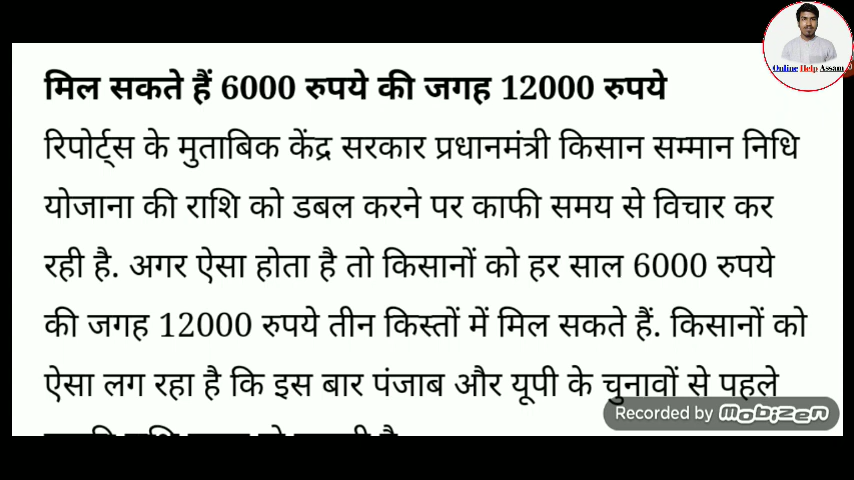 मिल सकते हैं 6000 रुपये की जगह 12000 रुपये
रिपोर्ट्स के मुताबिक केंद्र सरकार प्रधानमंत्री किसान सम्मान निधि
योजाना की राशि को डबल करने पर काफी समय से विचार कर
रही है. अगर ऐसा होता है तो किसानों को हर साल 6000 रुपये
की जगह 12000 रुपये तीन किस्तों में मिल सकते हैं. किसानों को
ऐसा लग रहा है कि इस बार पंजाब और यूपी के चुनावों से पहले
Online Help Assam
Recorded by Mobizen